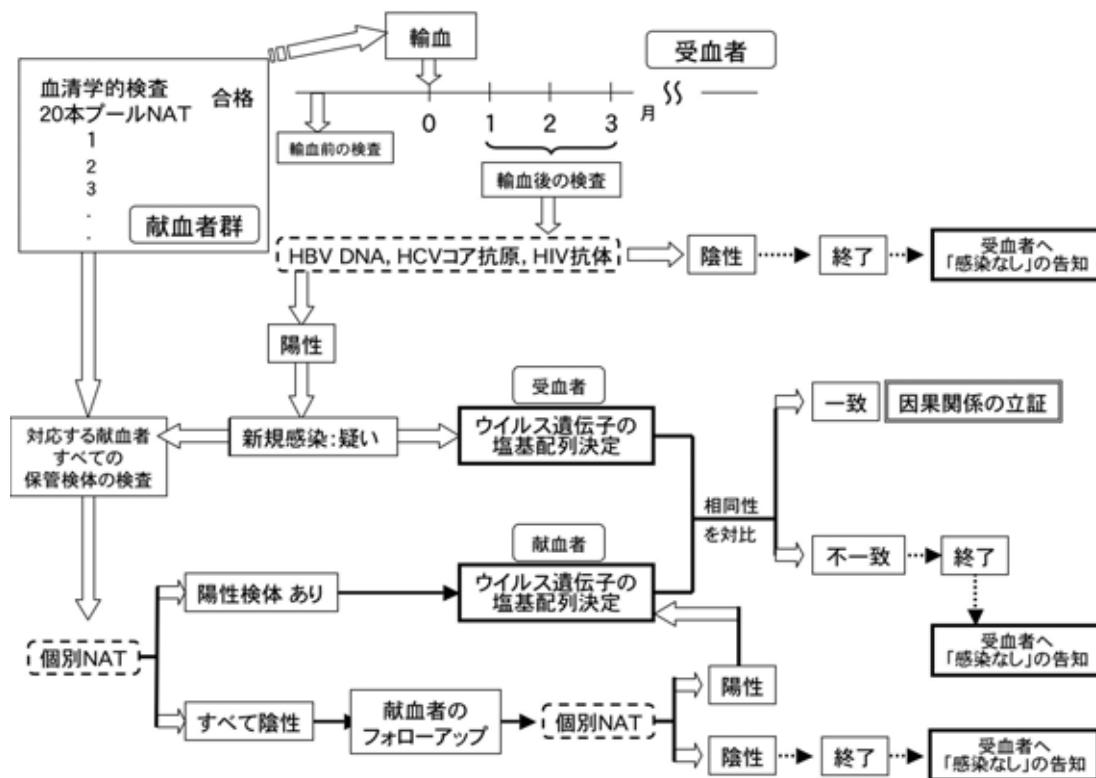 輸血
受血者
血清学的検査
20本プールNAT
合格
1
2
3
.
.
献血者群
0
1
2
3
月
輸血前の検査
輸血後の検査
HBV DNA, HCVコア抗原, HIV抗体
陰性
終了
受血者へ
「感染なし」の告知
陽性
対応する献血者
すべての
保管検体の検査
新規感染:疑い
受血者
ウイルス遺伝子の
塩基配列決定
一致
因果関係の立証
相同性
を対比
献血者
ウイルス遺伝子の
塩基配列決定
不一致
終了
受血者へ
「感染なし」の告知
個別NAT
陽性検体 あり
すべて陰性
献血者の
フォローアップ
個別NAT
陽性
陰性
終了
受血者へ
「感染なし」の告知